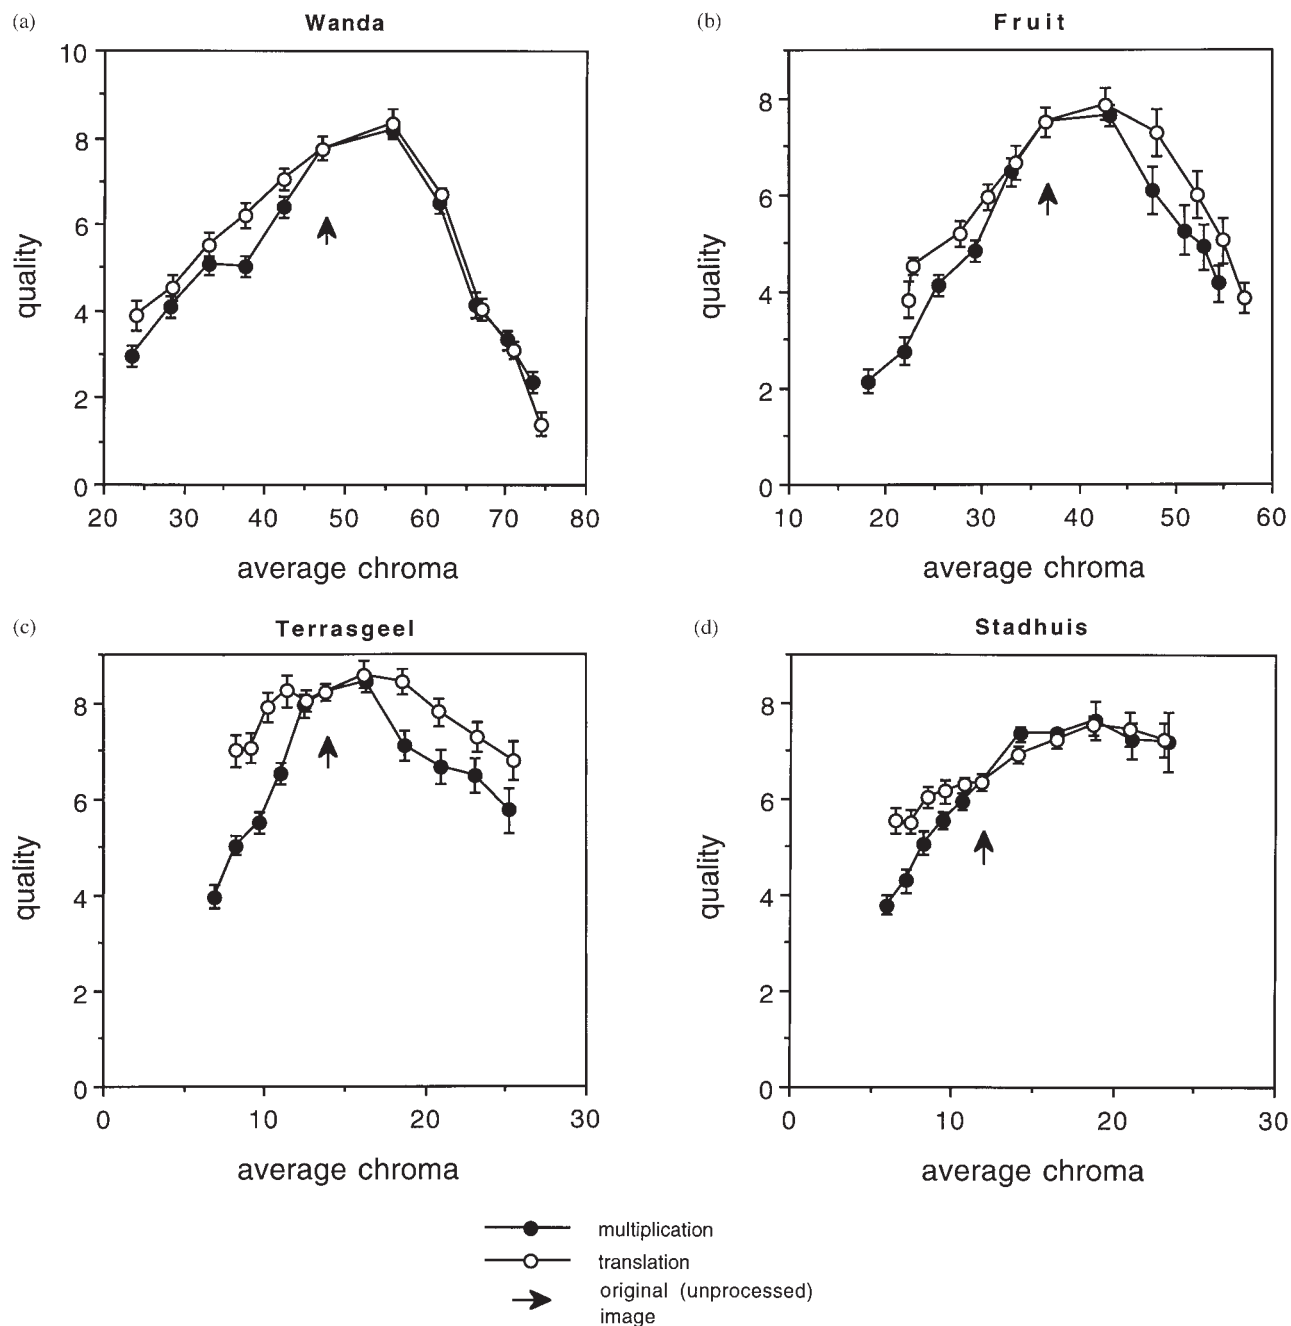 (a)
Wanda
10
8
6
4
2
0
20 30 40 50 60 70 80
quality
average chroma
(b)
Fruit
8
6
4
2
0
10 20 30 40 50 60
quality
average chroma
(c)
Terrasgeel
8
6
4
2
0
0 10 20 30
quality
average chroma
(d)
Stadhuis
8
6
4
2
0
0 10 20 30
quality
average chroma
multiplication
translation
original (unprocessed)
image